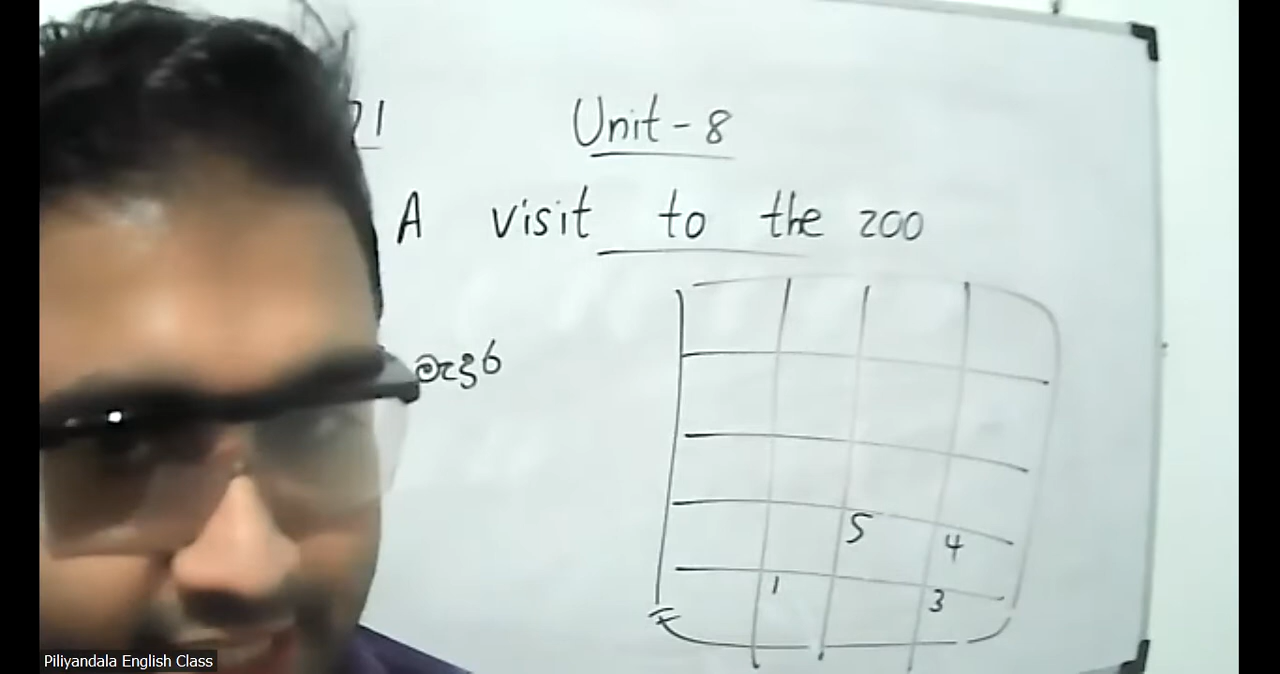 21 Unit - 8
A visit to the zoo
5 4
1 3
Piliyandala English Class